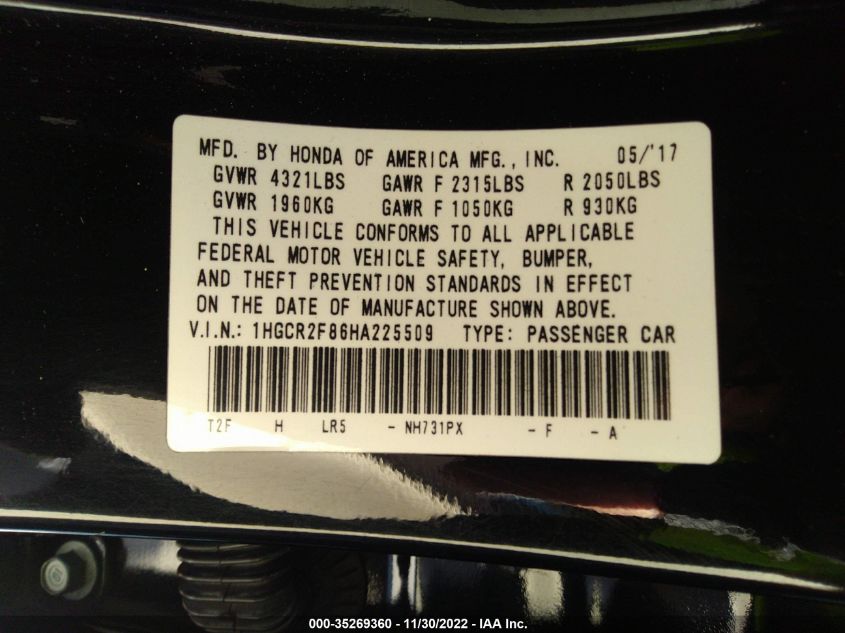 MFD. BY HONDA OF AMERICA MFG., INC. 05/'17
GVWR 4321LBS GAWR F 2315LBS R 2050LBS
GVWR 1960KG GAWR F 1050KG R 930KG
THIS VEHICLE CONFORMS TO ALL APPLICABLE
FEDERAL MOTOR VEHICLE SAFETY, BUMPER,
AND THEFT PREVENTION STANDARDS IN EFFECT
ON THE DATE OF MANUFACTURE SHOWN ABOVE.
V.I.N.: 1HGCR2F86HA225509 TYPE: PASSENGER CAR
T2F H LR5 - NH731PX - F - A
000-35269360 - 11/30/2022 - IAA Inc.